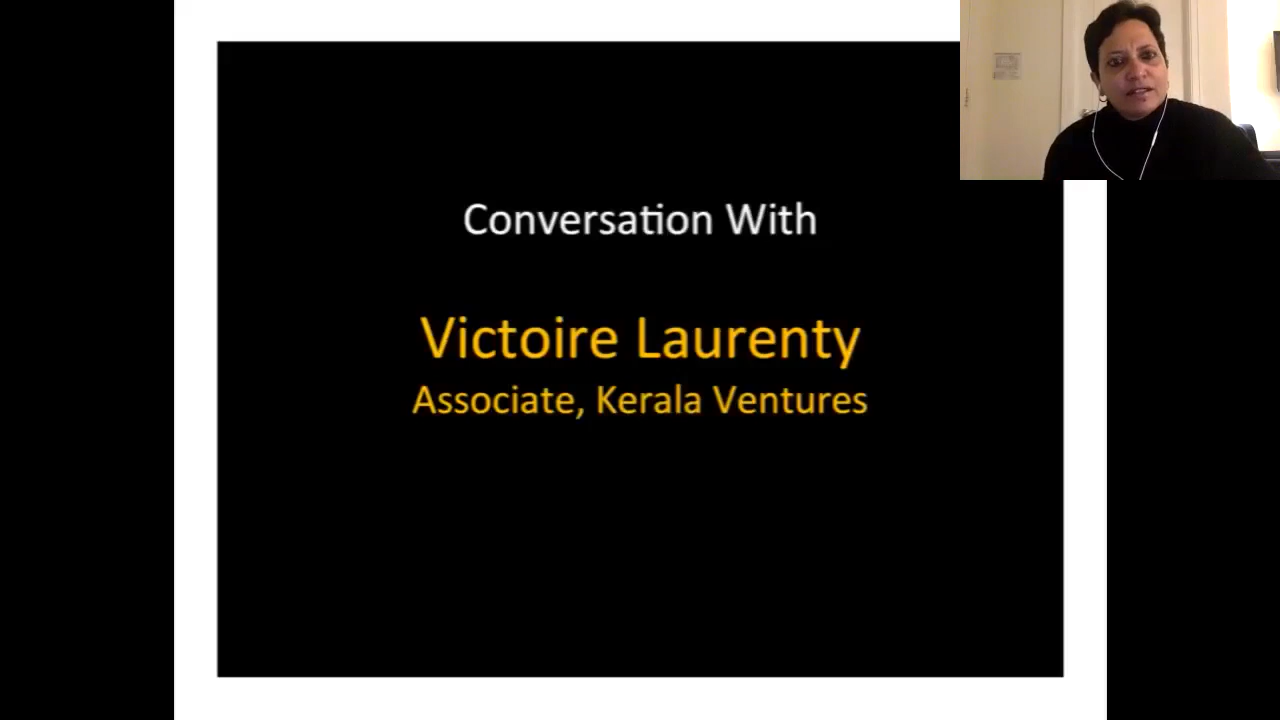 Conversation With
Victoire Laurenty
Associate, Kerala Ventures